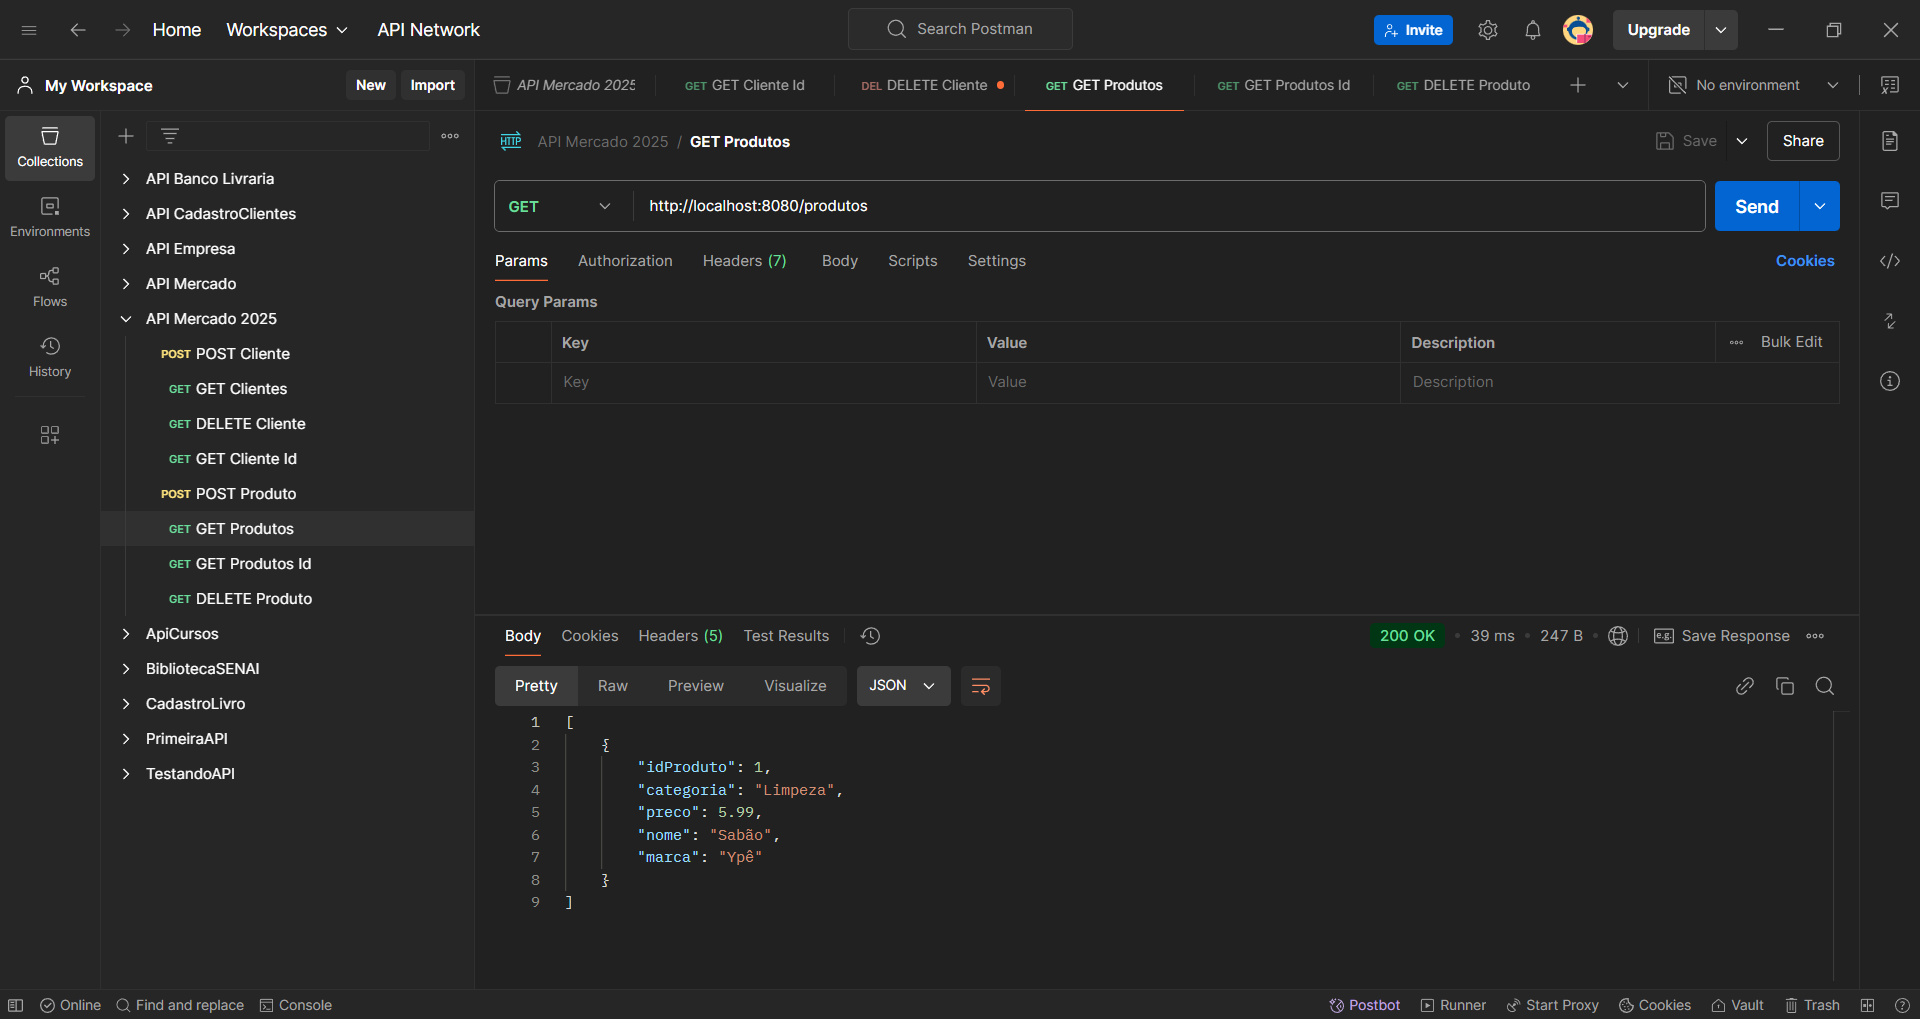 Home Workspaces API Network Search Postman Invite Upgrade
My Workspace New Import API Mercado 2025 GET GET Cliente Id DEL DELETE Cliente GET GET Produtos GET GET Produtos Id GET DELETE Produto No environment
Collections
Environments
Flows
History
API Banco Livraria
API CadastroClientes
API Empresa
API Mercado
API Mercado 2025
POST POST Cliente
GET GET Clientes
GET DELETE Cliente
GET GET Cliente Id
POST POST Produto
GET GET Produtos
GET GET Produtos Id
GET DELETE Produto
ApiCursos
BibliotecaSENAI
CadastroLivro
PrimeiraAPI
TestandoAPI
HTTP API Mercado 2025 / GET Produtos Save Share
GET http://localhost:8080/produtos Send
Params Authorization Headers (7) Body Scripts Settings Cookies
Query Params
Key Value Description Bulk Edit
Key Value Description
Body Cookies Headers (5) Test Results 200 OK 39 ms 247 B e.g. Save Response
Pretty Raw Preview Visualize JSON
1 [
2 {
3 "idProduto": 1,
4 "categoria": "Limpeza",
5 "preco": 5.99,
6 "nome": "Sabão",
7 "marca": "Ypê"
8 }
9 ]
Online Find and replace Console Postbot Runner Start Proxy Cookies Vault Trash